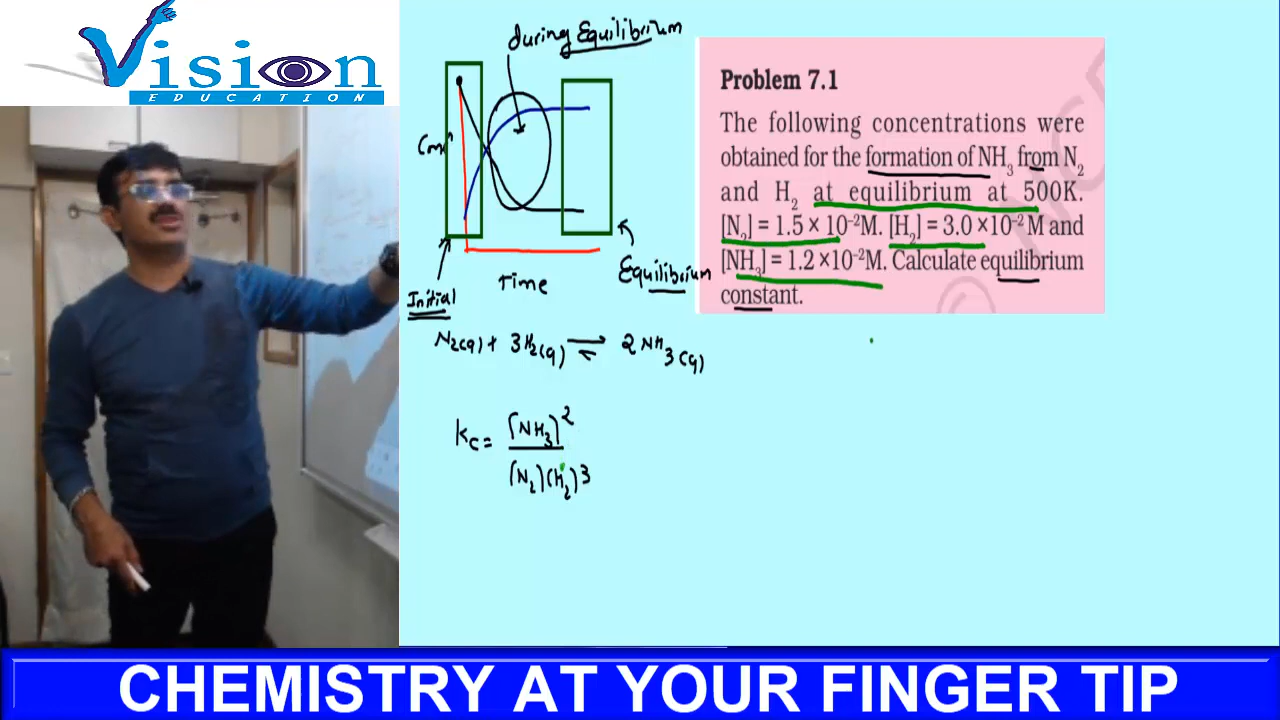 Vision
EDUCATION
during Equilibrium
Conc
Time
Initial
Equilibrium
N₂(g) + 3H₂(g) ⇌ 2NH₃(g)
Kc = [NH₃]²
(N₂)(H₂)³
Problem 7.1
The following concentrations were
obtained for the formation of NH₃ from N₂
and H₂ at equilibrium at 500K.
[N₂] = 1.5 × 10⁻²M. [H₂] = 3.0 ×10⁻² M and
[NH₃] = 1.2 ×10⁻²M. Calculate equilibrium
constant.
CHEMISTRY AT YOUR FINGER TIP